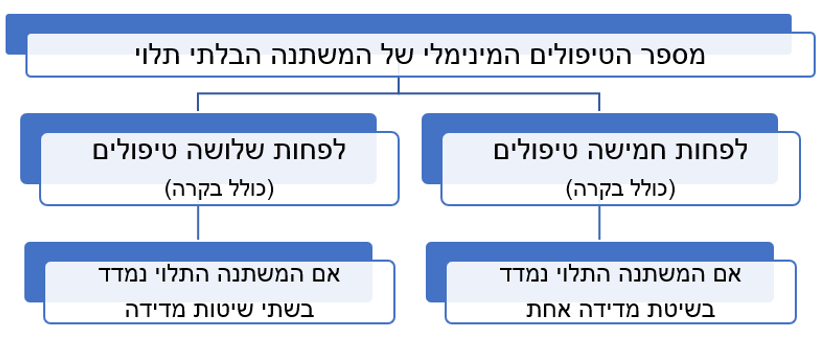 מספר הטיפולים המינימלי של המשתנה הבלתי תלוי
לפחות חמישה טיפולים
(כולל בקרה)
אם המשתנה התלוי נמדד
בשיטת מדידה אחת
לפחות שלושה טיפולים
(כולל בקרה)
אם המשתנה התלוי נמדד
בשתי שיטות מדידה